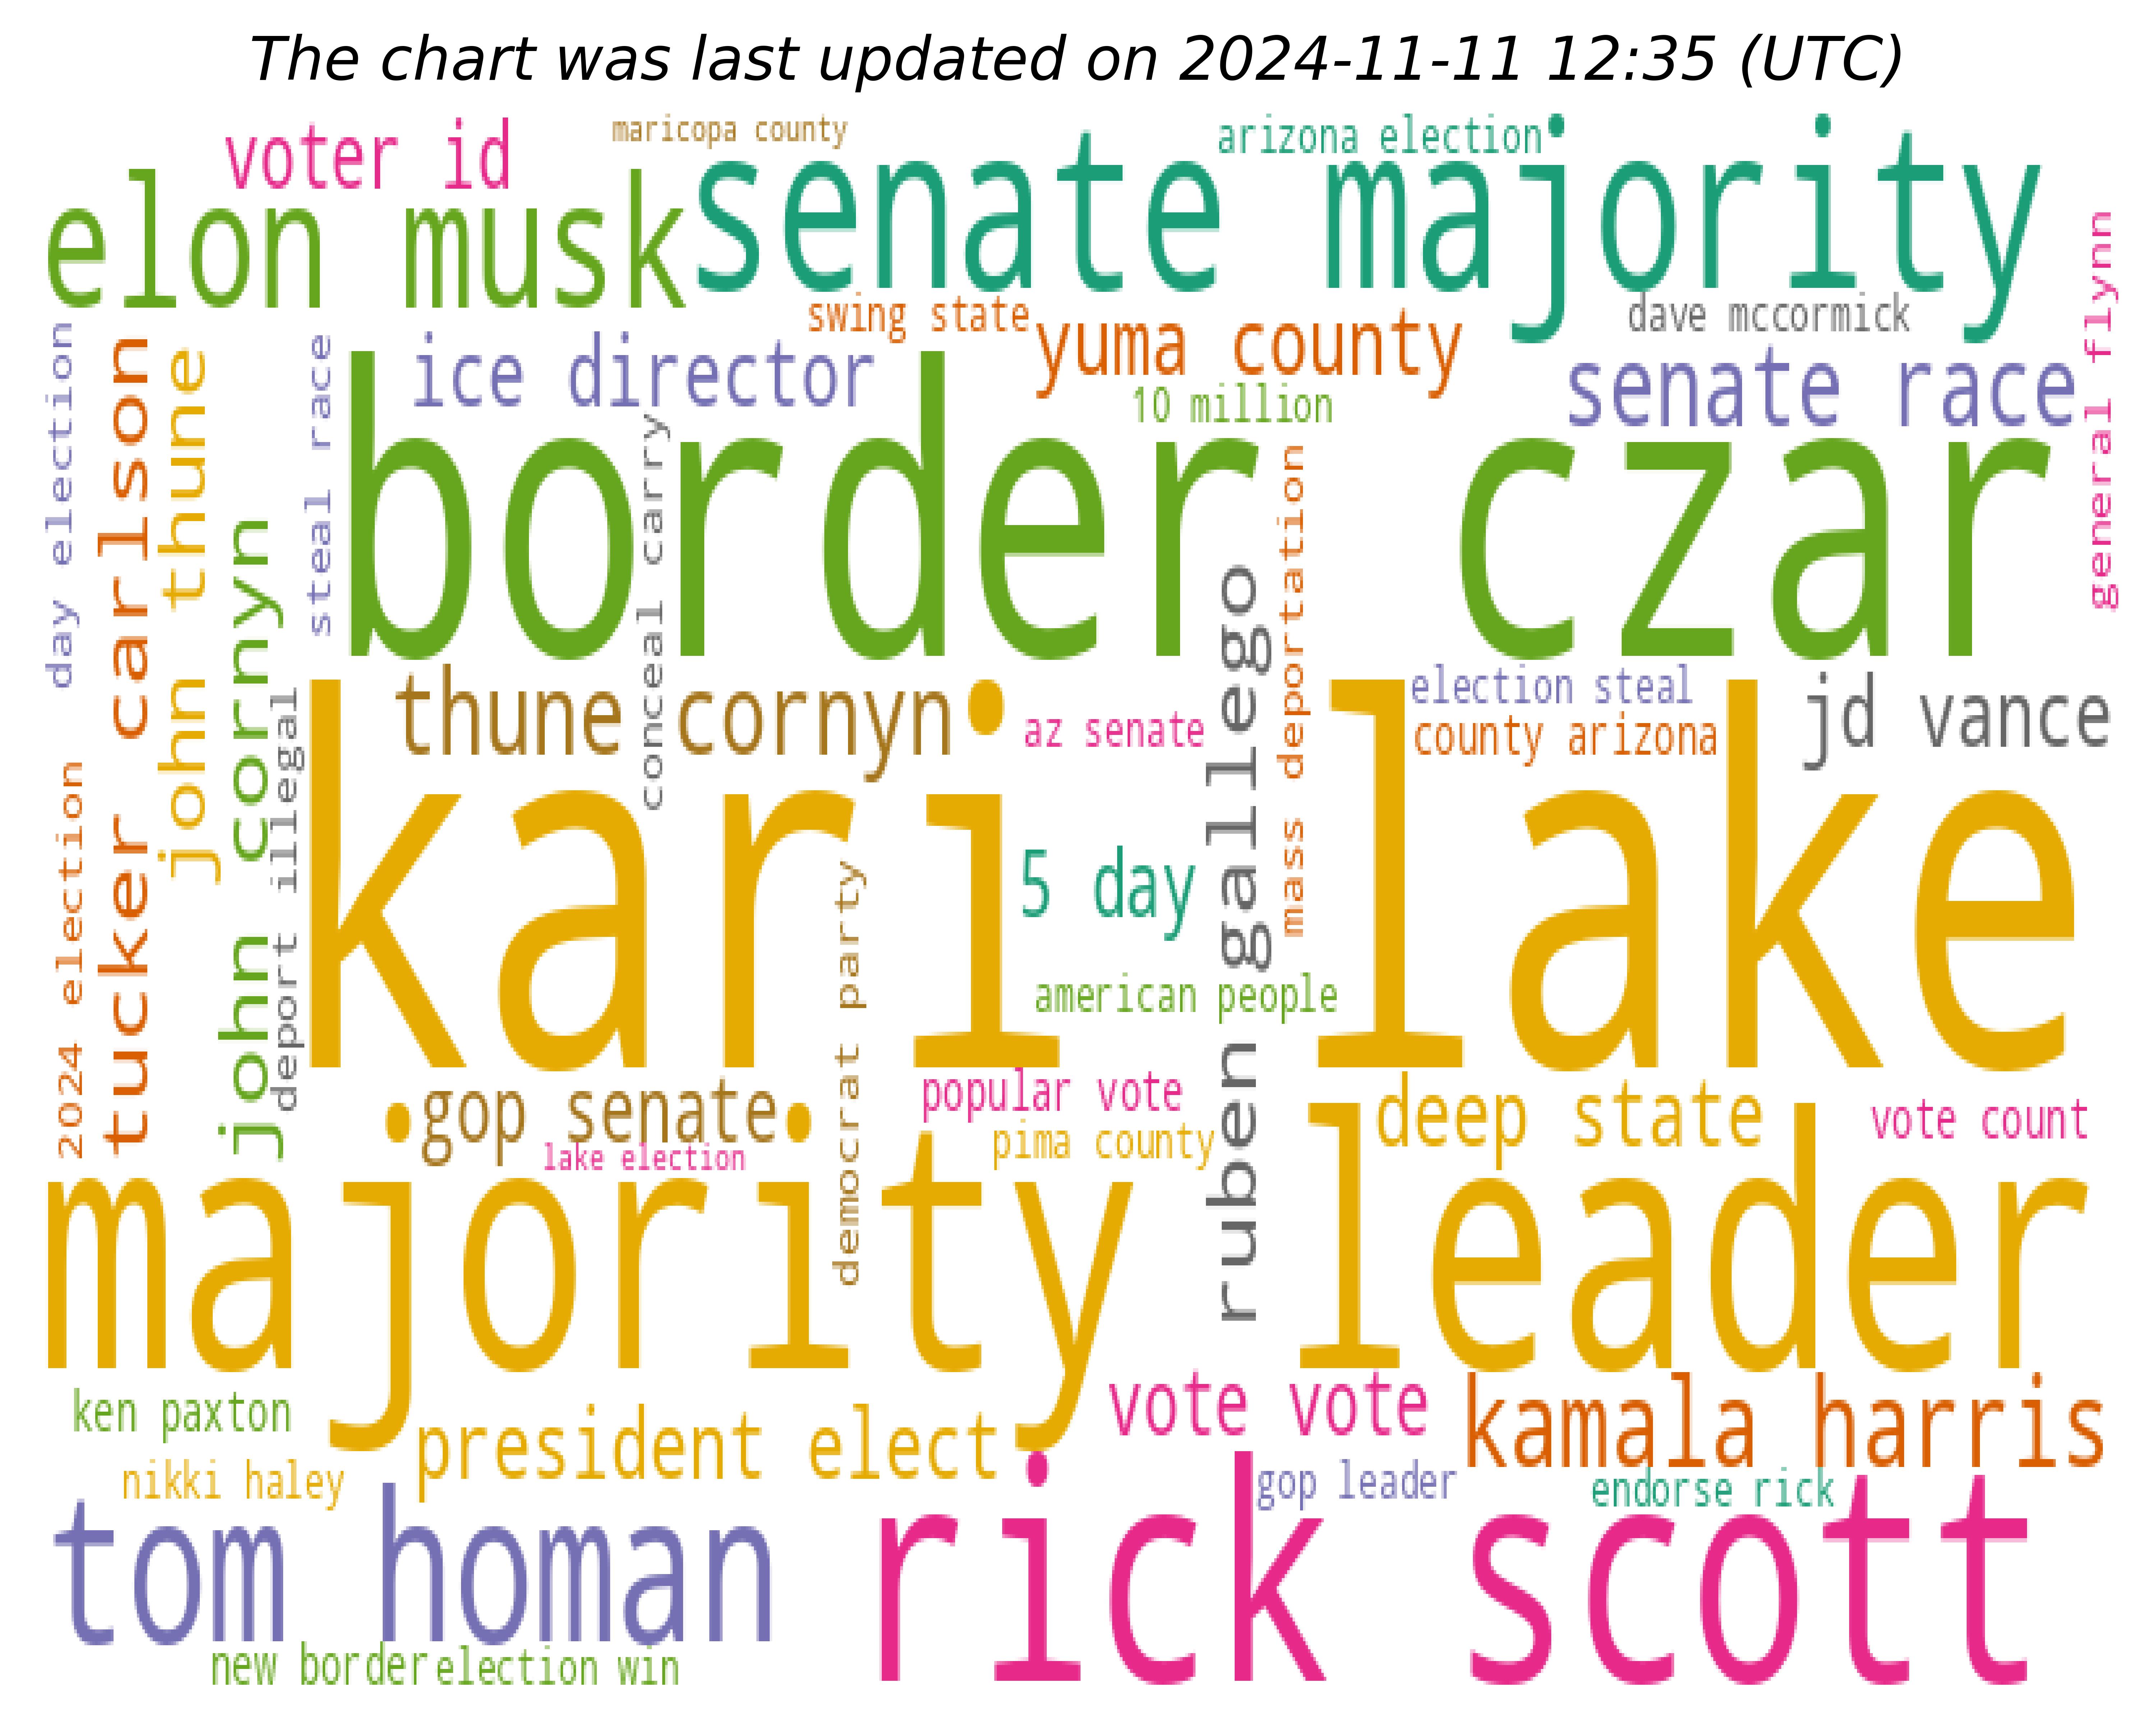 The chart was last updated on 2024-11-11 12:35 (UTC)
voter id
maricopa county
arizona election
elon musk
senate majority
general flynn
swing state
yuma county
dave mccormick
day election
tucker carlson
john thune
steal race
ice director
10 million
senate race
border czar
conceal carry
mass deportation
john cornyn
ruben gallego
thune cornyn
az senate
election steal
county arizona
jd vance
deport illegal
kari lake
2024 election
5 day
democrat party
american people
gop senate
popular vote
deep state
vote count
lake election
pima county
majority leader
ken paxton
president elect
vote vote
kamala harris
nikki haley
gop leader
endorse rick
tom homan
rick scott
new border
election win